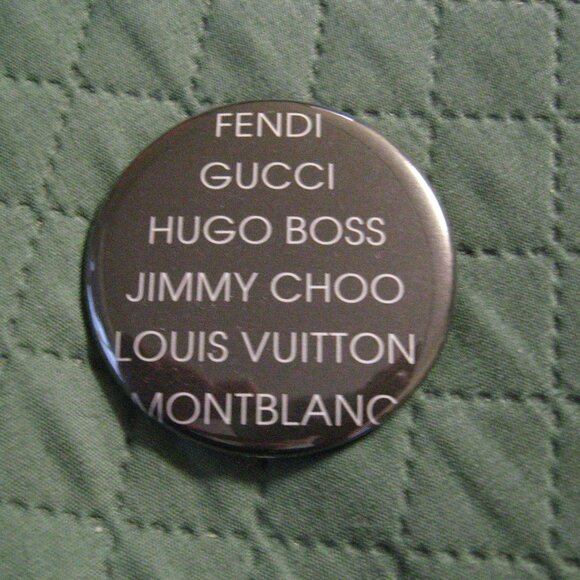 FENDI
GUCCI
HUGO BOSS
JIMMY CHOO
LOUIS VUITTON
MONTBLANC